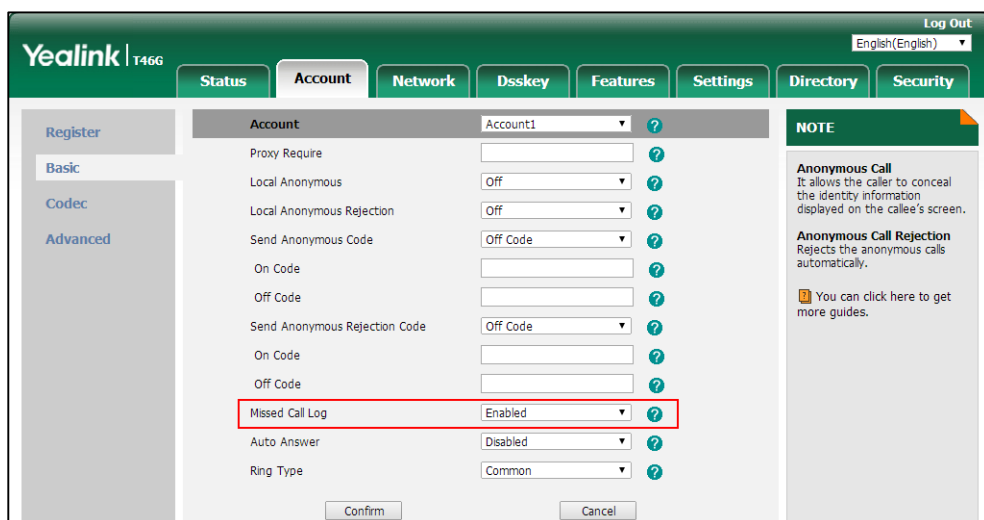 Log Out
Yealink T46G
English(English)
Status Account Network Dsskey Features Settings Directory Security
Register
Basic
Codec
Advanced
Account Account1
Proxy Require
Local Anonymous Off
Local Anonymous Rejection Off
Send Anonymous Code Off Code
On Code
Off Code
Send Anonymous Rejection Code Off Code
On Code
Off Code
Missed Call Log Enabled
Auto Answer Disabled
Ring Type Common
Confirm Cancel
NOTE
Anonymous Call
It allows the caller to conceal
the identity information
displayed on the callee's screen.
Anonymous Call Rejection
Rejects the anonymous calls
automatically.
You can click here to get
more guides.